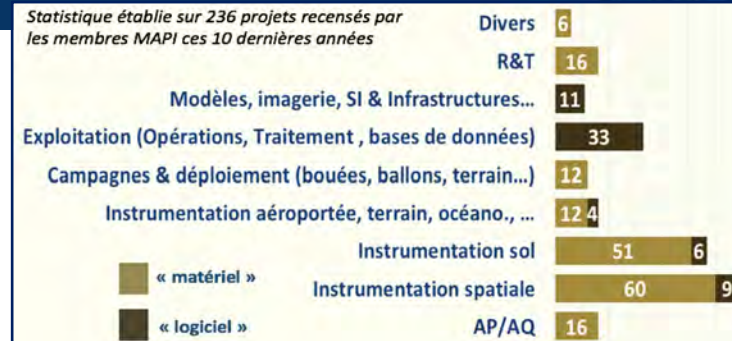 Statistique établie sur 236 projets recensés par
les membres MAPI ces 10 dernières années
Divers 6
R&T 16
Modèles, imagerie, SI & Infrastructures... 11
Exploitation (Opérations, Traitement , bases de données) 33
Campagnes & déploiement (bouées, ballons, terrain...) 12
Instrumentation aéroportée, terrain, océano., ... 12 4
Instrumentation sol 51 6
« matériel »
Instrumentation spatiale 60 9
« logiciel »
AP/AQ 16